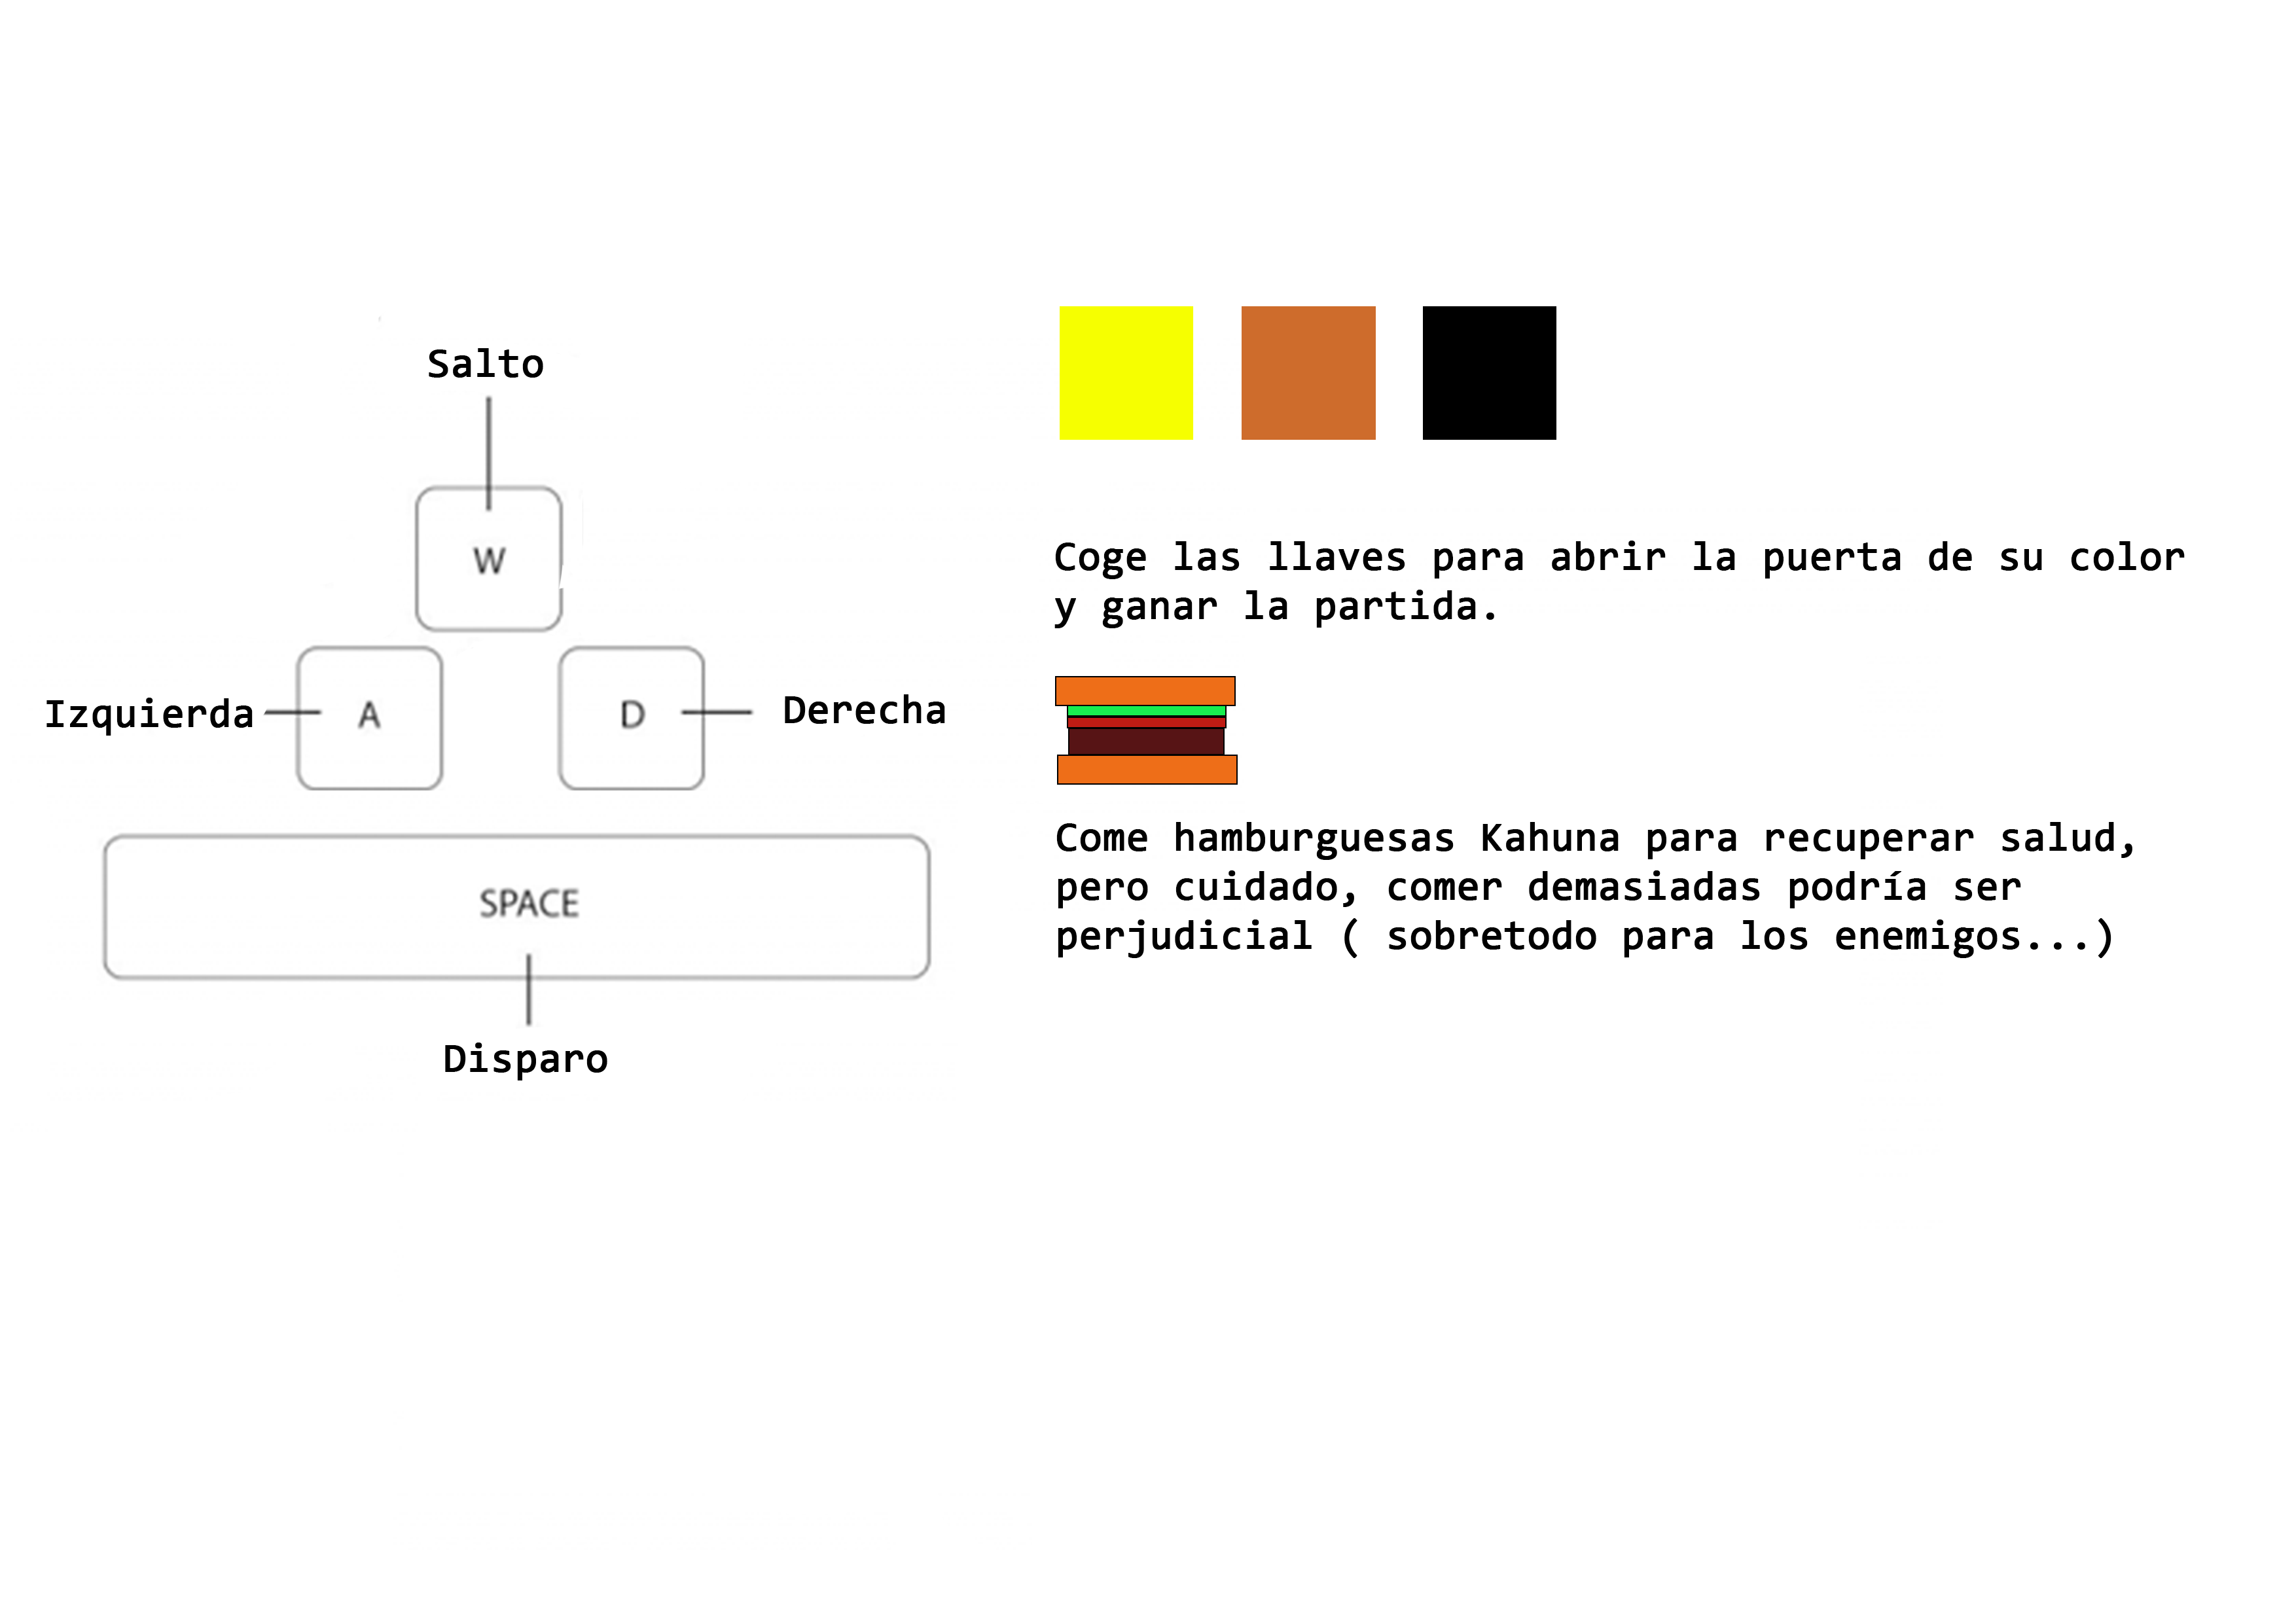 Salto
W
Izquierda
A
D
Derecha
SPACE
Disparo
Coge las llaves para abrir la puerta de su color
y ganar la partida.
Come hamburguesas Kahuna para recuperar salud,
pero cuidado, comer demasiadas podría ser
perjudicial ( sobretodo para los enemigos...)